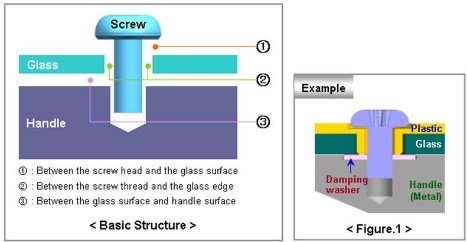 Screw
①
Glass
②
③
Handle
① : Between the screw head and the glass surface
② : Between the screw thread and the glass edge
③ : Between the glass surface and handle surface
< Basic Structure >
Example
Plastic
Glass
Damping
washer
Handle
(Metal)
< Figure.1 >